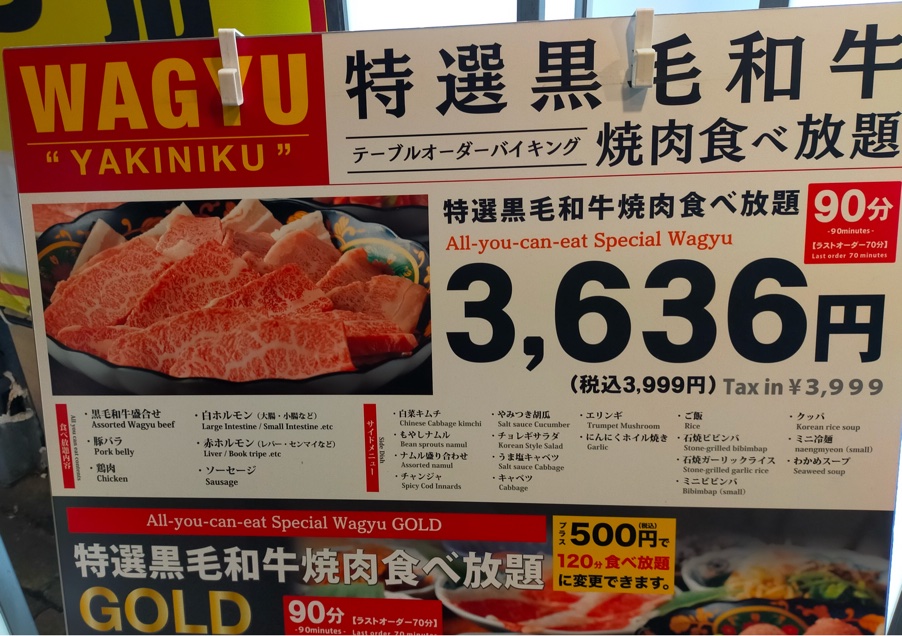 WAGYU
“YAKINIKU”
特選黒毛和牛
テーブルオーダーバイキング 焼肉食べ放題
特選黒毛和牛焼肉食べ放題
All-you-can-eat Special Wagyu
90分
-90minutes-
【ラストオーダー70分】
Last order 70 minutes
3,636円
(税込3,999円) Tax in ¥3,999
食べ放題内容
All you can eat contents
・黒毛和牛盛合せ
Assorted Wagyu beef
・豚バラ
Pork belly
・鶏肉
Chicken
・白ホルモン(大腸・小腸など)
Large Intestine / Small Intestine .etc
・赤ホルモン(レバー・センマイなど)
Liver / Book tripe .etc
・ソーセージ
Sausage
サイドメニュー
Side Dish
・白菜キムチ
Chinese Cabbage kimchi
・もやしナムル
Bean sprouts namul
・ナムル盛り合わせ
Assorted namul
・チャンジャ
Spicy Cod Innards
・やみつき胡瓜
Salt sauce Cucumber
・チョレギサラダ
Korean Style Salad
・うま塩キャベツ
Salt sauce Cabbage
・キャベツ
Cabbage
・エリンギ
Trumpet Mushroom
・にんにくホイル焼き
Garlic
・ご飯
Rice
・石焼ビビンバ
Stone-grilled bibimbap
・石焼ガーリックライス
Stone-grilled garlic rice
・ミニビビンバ
Bibimbap (small)
・クッパ
Korean rice soup
・ミニ冷麺
naengmyeon (small)
・わかめスープ
Seaweed soup
All-you-can-eat Special Wagyu GOLD
特選黒毛和牛焼肉食べ放題
GOLD
90分
-90minutes-
【ラストオーダー70分】
Last order 70 minutes
プラス500円(税込)で
120分食べ放題
に変更できます。